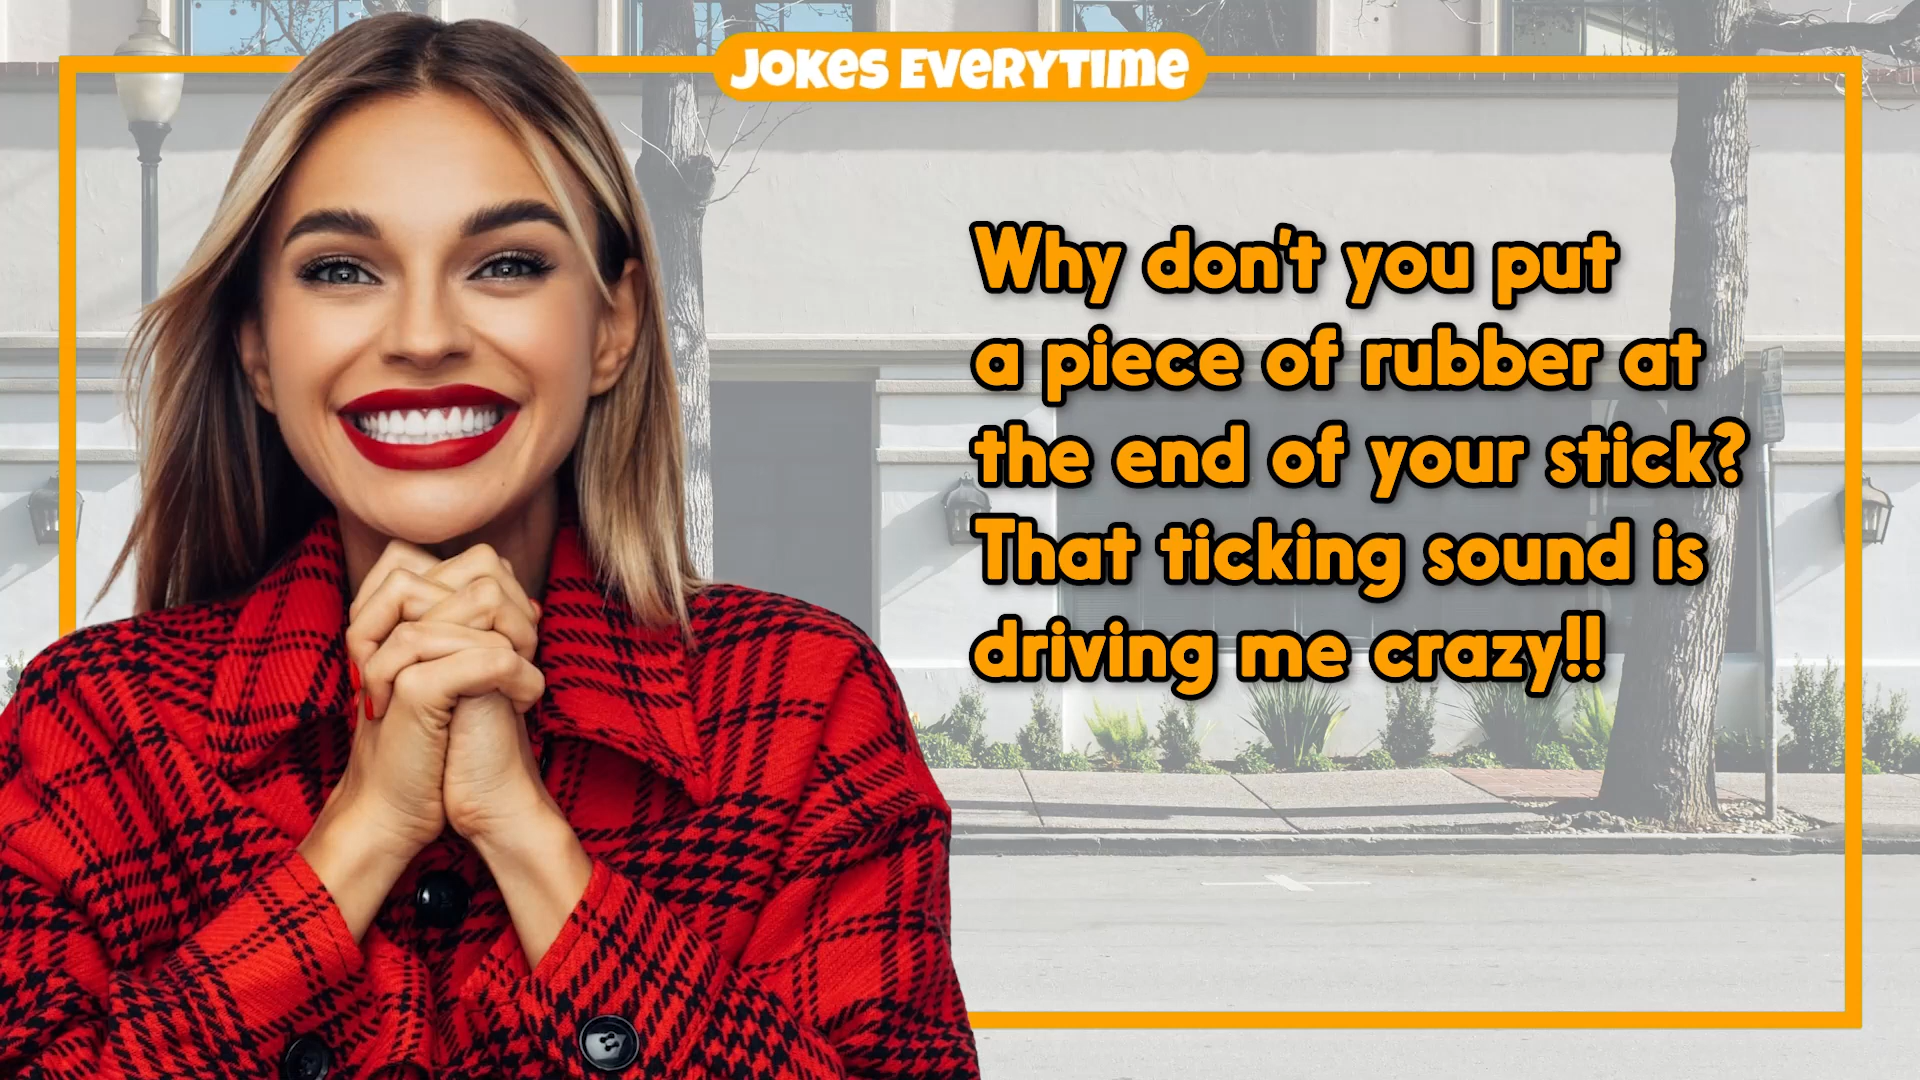 JOKES EVERYTIME
Why don't you put
a piece of rubber at
the end of your stick?
That ticking sound is
driving me crazy!!